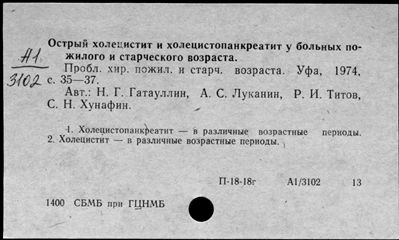 А1
3102
Острый холецистит и холецистопанкреатит у больных по-
жилого и старческого возраста.
Пробл. хир. пожил. и старч. возраста. Уфа, 1974,
с. 35—37.
Авт.: Н. Г. Гатауллин, А. С. Луканин, Р. И. Титов,
С. Н. Хунафин.
1. Холецистопанкреатит — в различные возрастные периоды.
2. Холецистит — в различные возрастные периоды.
П-18-18г А1/3102 13
1400 СБМБ при ГЦНМБ